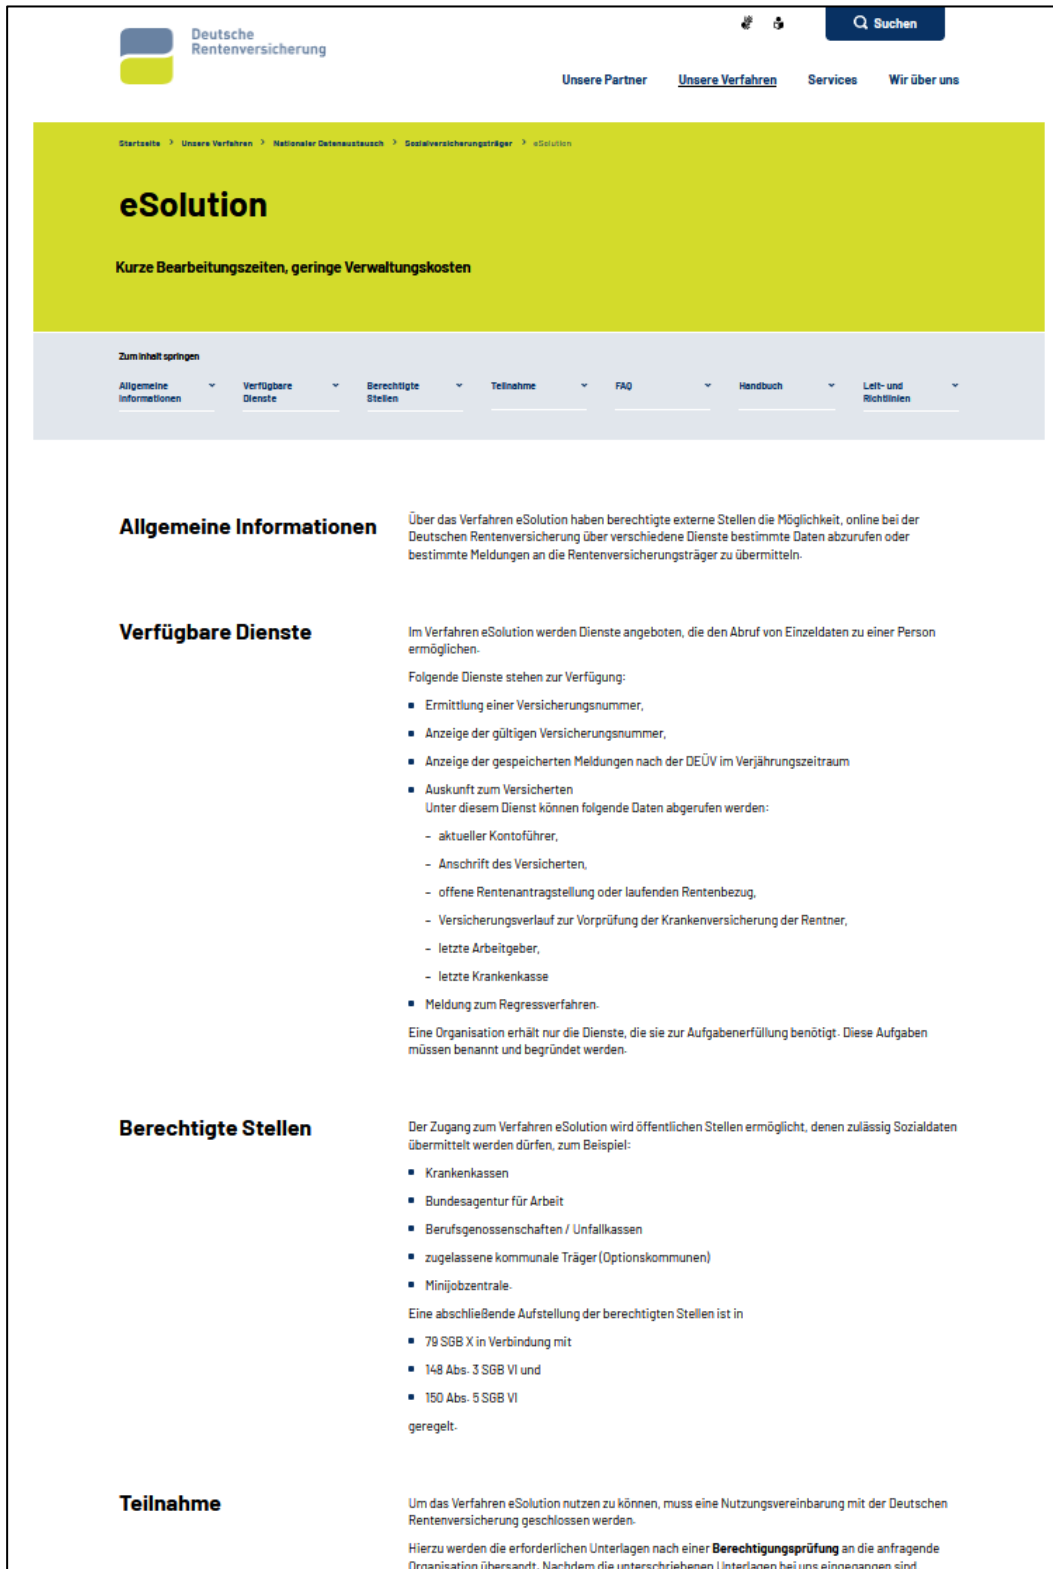 Deutsche
Rentenversicherung
Suchen
Unsere Partner Unsere Verfahren Services Wir über uns
Startseite > Unsere Verfahren > Nationaler Datenaustausch > Sozialversicherungsträger > eSolution
eSolution
Kurze Bearbeitungszeiten, geringe Verwaltungskosten
Zum Inhalt springen
Allgemeine Informationen
Verfügbare Dienste
Berechtigte Stellen
Teilnahme
FAQ
Handbuch
Leit- und Richtlinien
Allgemeine Informationen
Über das Verfahren eSolution haben berechtigte externe Stellen die Möglichkeit, online bei der
Deutschen Rentenversicherung über verschiedene Dienste bestimmte Daten abzurufen oder
bestimmte Meldungen an die Rentenversicherungsträger zu übermitteln.
Verfügbare Dienste
Im Verfahren eSolution werden Dienste angeboten, die den Abruf von Einzeldaten zu einer Person
ermöglichen.
Folgende Dienste stehen zur Verfügung:
▪ Ermittlung einer Versicherungsnummer,
▪ Anzeige der gültigen Versicherungsnummer,
▪ Anzeige der gespeicherten Meldungen nach der DEÜV im Verjährungszeitraum
▪ Auskunft zum Versicherten
Unter diesem Dienst können folgende Daten abgerufen werden:
– aktueller Kontoführer,
– Anschrift des Versicherten,
– offene Rentenantragstellung oder laufenden Rentenbezug,
– Versicherungsverlauf zur Vorprüfung der Krankenversicherung der Rentner,
– letzte Arbeitgeber,
– letzte Krankenkasse
▪ Meldung zum Regressverfahren.
Eine Organisation erhält nur die Dienste, die sie zur Aufgabenerfüllung benötigt. Diese Aufgaben
müssen benannt und begründet werden.
Berechtigte Stellen
Der Zugang zum Verfahren eSolution wird öffentlichen Stellen ermöglicht, denen zulässig Sozialdaten
übermittelt werden dürfen, zum Beispiel:
▪ Krankenkassen
▪ Bundesagentur für Arbeit
▪ Berufsgenossenschaften / Unfallkassen
▪ zugelassene kommunale Träger (Optionskommunen)
▪ Minijobzentrale.
Eine abschließende Aufstellung der berechtigten Stellen ist in
▪ 79 SGB X in Verbindung mit
▪ 148 Abs. 3 SGB VI und
▪ 150 Abs. 5 SGB VI
geregelt.
Teilnahme
Um das Verfahren eSolution nutzen zu können, muss eine Nutzungsvereinbarung mit der Deutschen
Rentenversicherung geschlossen werden.
Hierzu werden die erforderlichen Unterlagen nach einer Berechtigungsprüfung an die anfragende
Organisation übersandt. Nachdem die unterschriebenen Unterlagen bei uns eingegangen sind